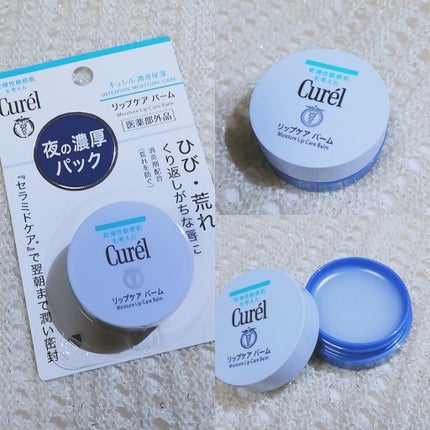 乾燥性敏感肌
を考えた
Curél
キュレル 潤浸保湿
INTENSIVE MOISTURE CARE
リップケア バーム
Moisture Lip Care Balm
医薬部外品
夜の濃厚
パック
ひび・荒れ
くり返しがちな唇に
消炎剤配合
(荒れを防ぐ)
『セラミドケア』で翌朝まで潤い密封
乾燥性敏感肌
を考えた
Curél
リップケア バーム
Moisture Lip Care Balm
乾燥性敏感肌
を考えた
Curél
リップケア バーム
Moisture Lip Care Balm
乾燥性敏感肌
を考えた
Curél
リップケア バーム
Moisture Lip Care Balm